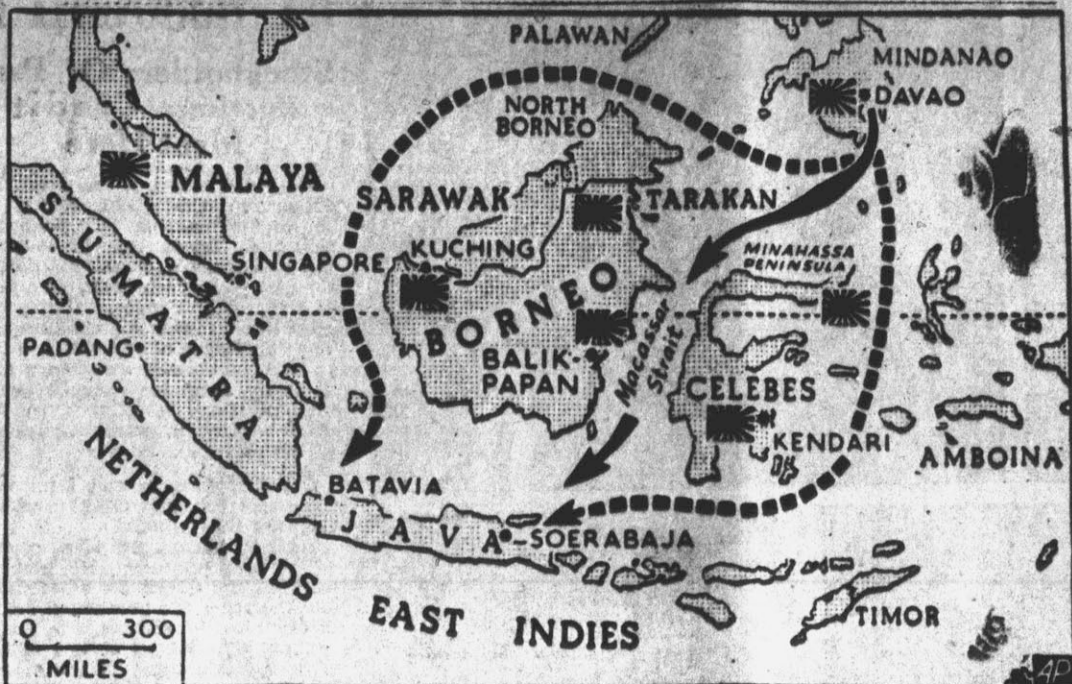 PALAWAN
MINDANAO
DAVAO
NORTH
BORNEO
MALAYA
SARAWAK
TARAKAN
SUMATRA
SINGAPORE
KUCHING
MINAHASSA
PENINSULA
BORNEO
PADANG
BALIK-
PAPAN
Macassar
Strait
CELEBES
KENDARI
AMBOINA
NETHERLANDS EAST INDIES
BATAVIA
JAVA
SOERABAJA
TIMOR
0 300
MILES
AP